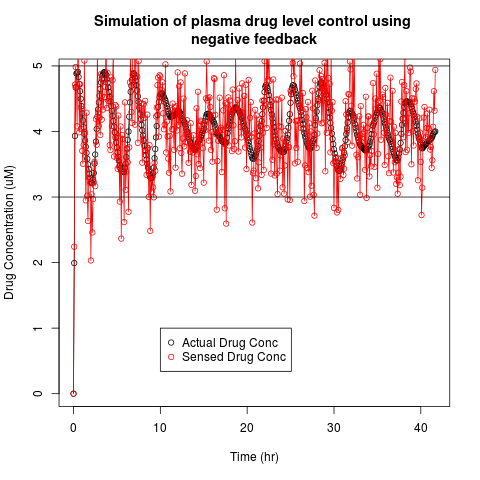 Simulation of plasma drug level control using
negative feedback
Drug Concentration (uM)
5
4
3
2
1
0
Actual Drug Conc
Sensed Drug Conc
0 10 20 30 40
Time (hr)